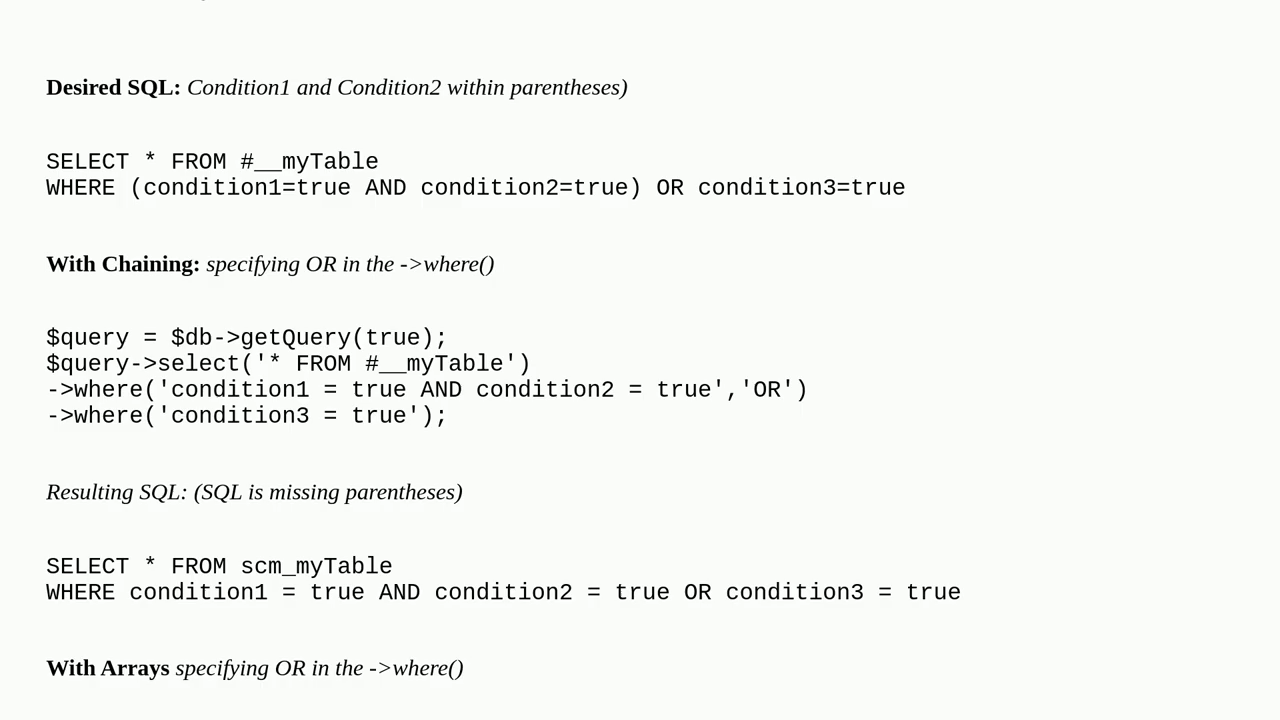 Desired SQL: Condition1 and Condition2 within parentheses)
SELECT * FROM #__myTable
WHERE (condition1=true AND condition2=true) OR condition3=true
With Chaining: specifying OR in the ->where()
$query = $db->getQuery(true);
$query->select('* FROM #__myTable')
->where('condition1 = true AND condition2 = true','OR')
->where('condition3 = true');
Resulting SQL: (SQL is missing parentheses)
SELECT * FROM scm_myTable
WHERE condition1 = true AND condition2 = true OR condition3 = true
With Arrays specifying OR in the ->where()